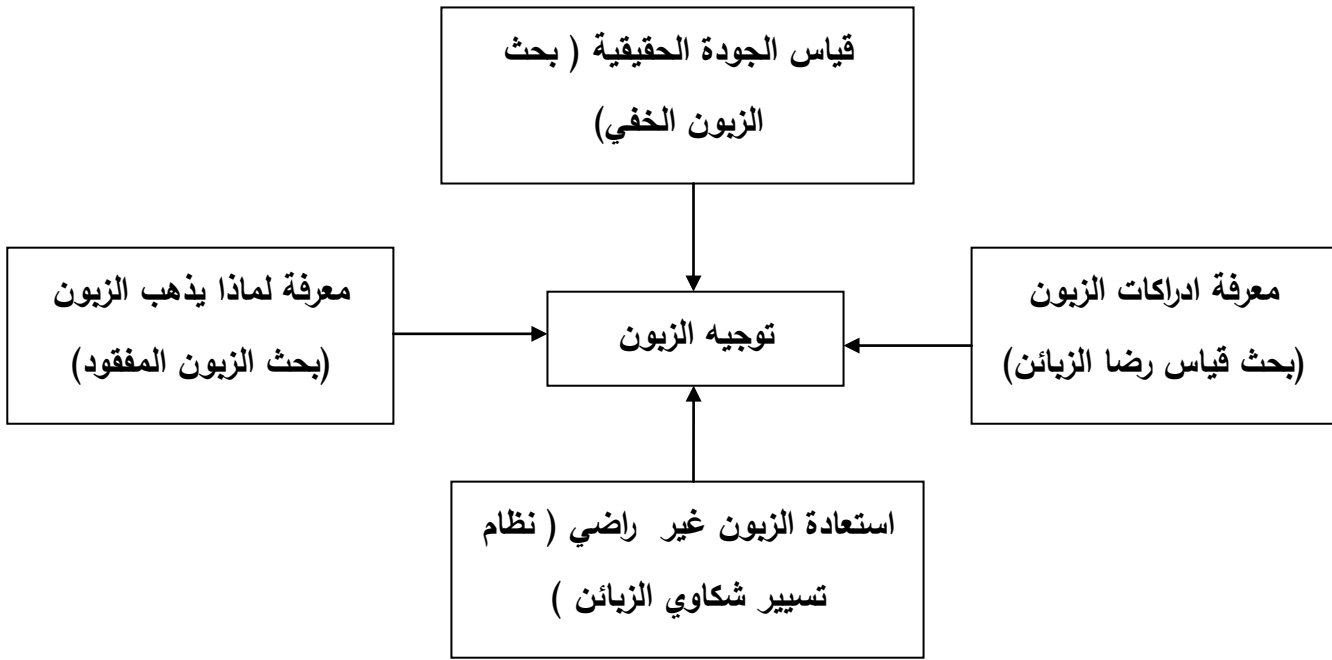 قياس الجودة الحقيقية ( بحث
الزبون الخفي)
معرفة ادراكات الزبون
(بحث قياس رضا الزبائن)
توجيه الزبون
معرفة لماذا يذهب الزبون
(بحث الزبون المفقود)
استعادة الزبون غير راضي ( نظام
تسيير شكاوي الزبائن )